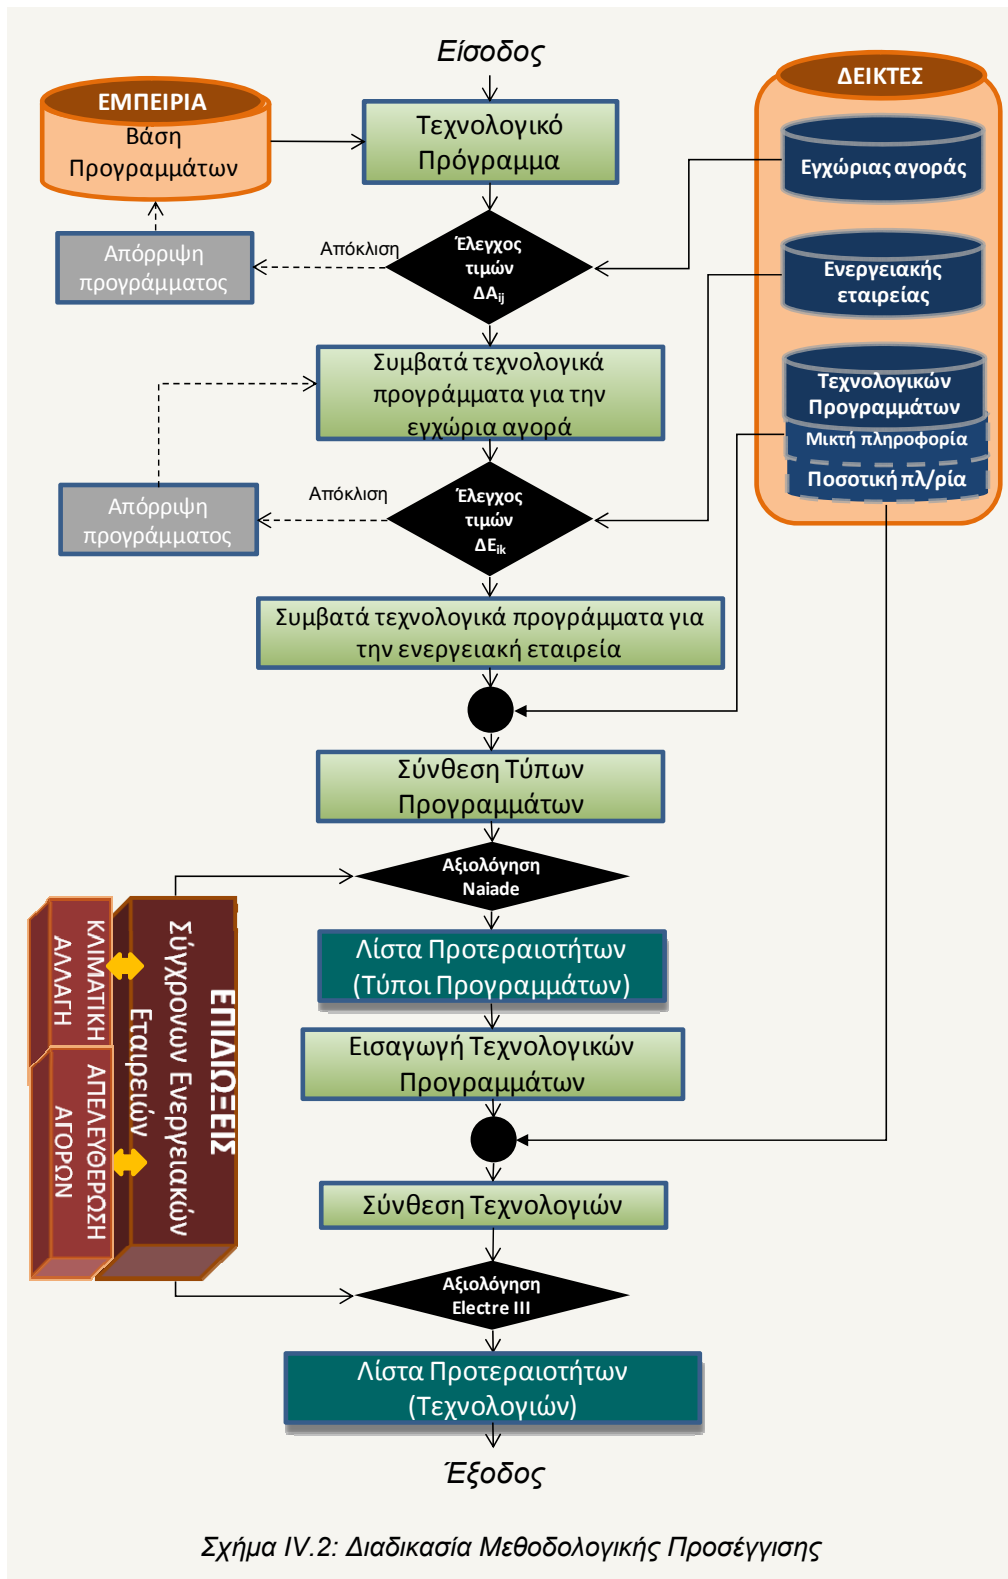 Είσοδος
ΕΜΠΕΙΡΙΑ
Βάση
Προγραμμάτων
Τεχνολογικό
Πρόγραμμα
ΔΕΙΚΤΕΣ
Εγχώριας αγοράς
Ενεργειακής
εταιρείας
Τεχνολογικών
Προγραμμάτων
Μικτή πληροφορία
Ποσοτική πλ/ρία
Απόρριψη
προγράμματος
Απόκλιση
Έλεγχος
τιμών
ΔΑij
Συμβατά τεχνολογικά
προγράμματα για την
εγχώρια αγορά
Απόρριψη
προγράμματος
Απόκλιση
Έλεγχος
τιμών
ΔΕik
Συμβατά τεχνολογικά προγράμματα για
την ενεργειακή εταιρεία
Σύνθεση Τύπων
Προγραμμάτων
Αξιολόγηση
Naiade
Λίστα Προτεραιοτήτων
(Τύποι Προγραμμάτων)
ΕΠΙΔΙΩΞΕΙΣ
Σύγχρονων Ενεργειακών
Εταιρειών
ΚΛΙΜΑΤΙΚΗ
ΑΛΛΑΓΗ
ΑΠΕΛΕΥΘΕΡΩΣΗ
ΑΓΟΡΩΝ
Εισαγωγή Τεχνολογικών
Προγραμμάτων
Σύνθεση Τεχνολογιών
Αξιολόγηση
Electre III
Λίστα Προτεραιοτήτων
(Τεχνολογιών)
Έξοδος
Σχήμα IV.2: Διαδικασία Μεθοδολογικής Προσέγγισης